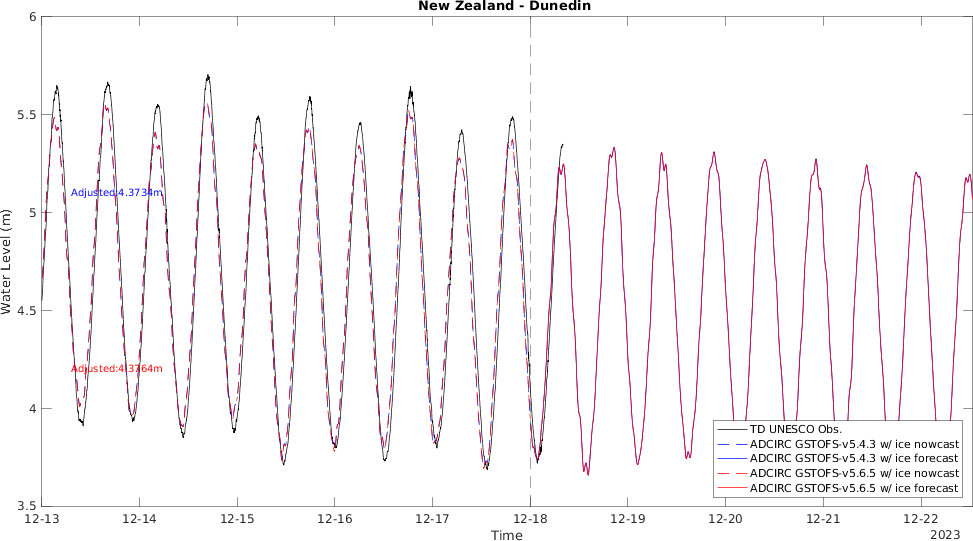 New Zealand - Dunedin
6
5.5
5
4.5
4
3.5
Water Level (m)
Adjusted:4.3734m
Adjusted:4.3764m
TD UNESCO Obs.
ADCIRC GSTOFS-v5.4.3 w/ ice nowcast
ADCIRC GSTOFS-v5.4.3 w/ ice forecast
ADCIRC GSTOFS-v5.6.5 w/ ice nowcast
ADCIRC GSTOFS-v5.6.5 w/ ice forecast
12-13 12-14 12-15 12-16 12-17 12-18 12-19 12-20 12-21 12-22
Time
2023